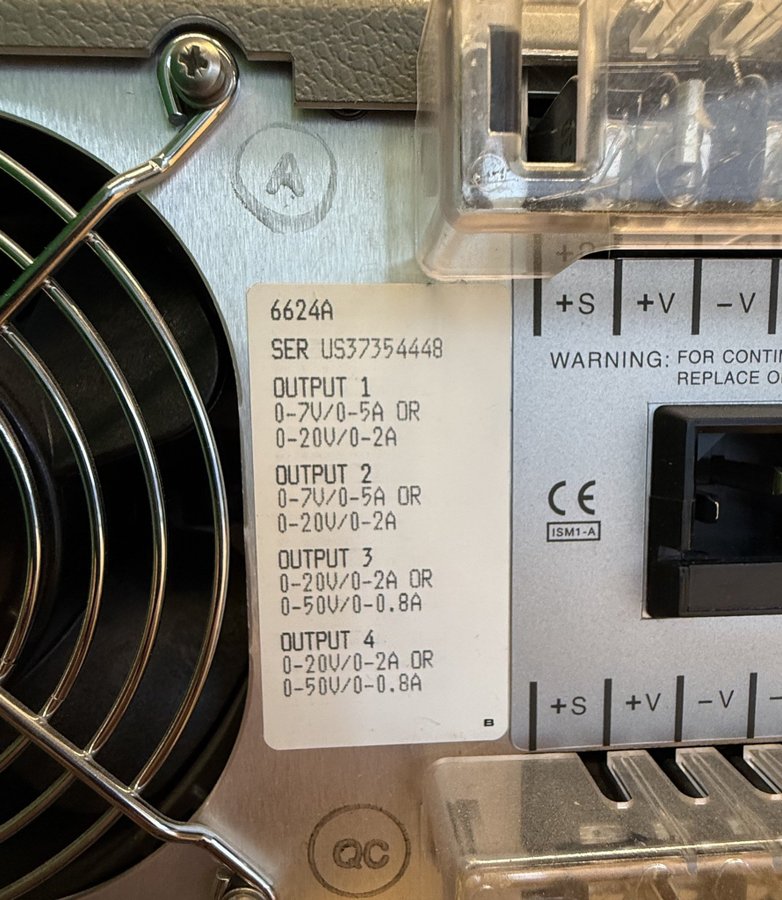 A
6624A
SER US37354448
OUTPUT 1
0-7V/0-5A OR
0-20V/0-2A
OUTPUT 2
0-7V/0-5A OR
0-20V/0-2A
OUTPUT 3
0-20V/0-2A OR
0-50V/0-0.8A
OUTPUT 4
0-20V/0-2A OR
0-50V/0-0.8A
B
+S +V -V
WARNING: FOR CONTIN
REPLACE
CE
ISM1-A
+S +V -V
QC